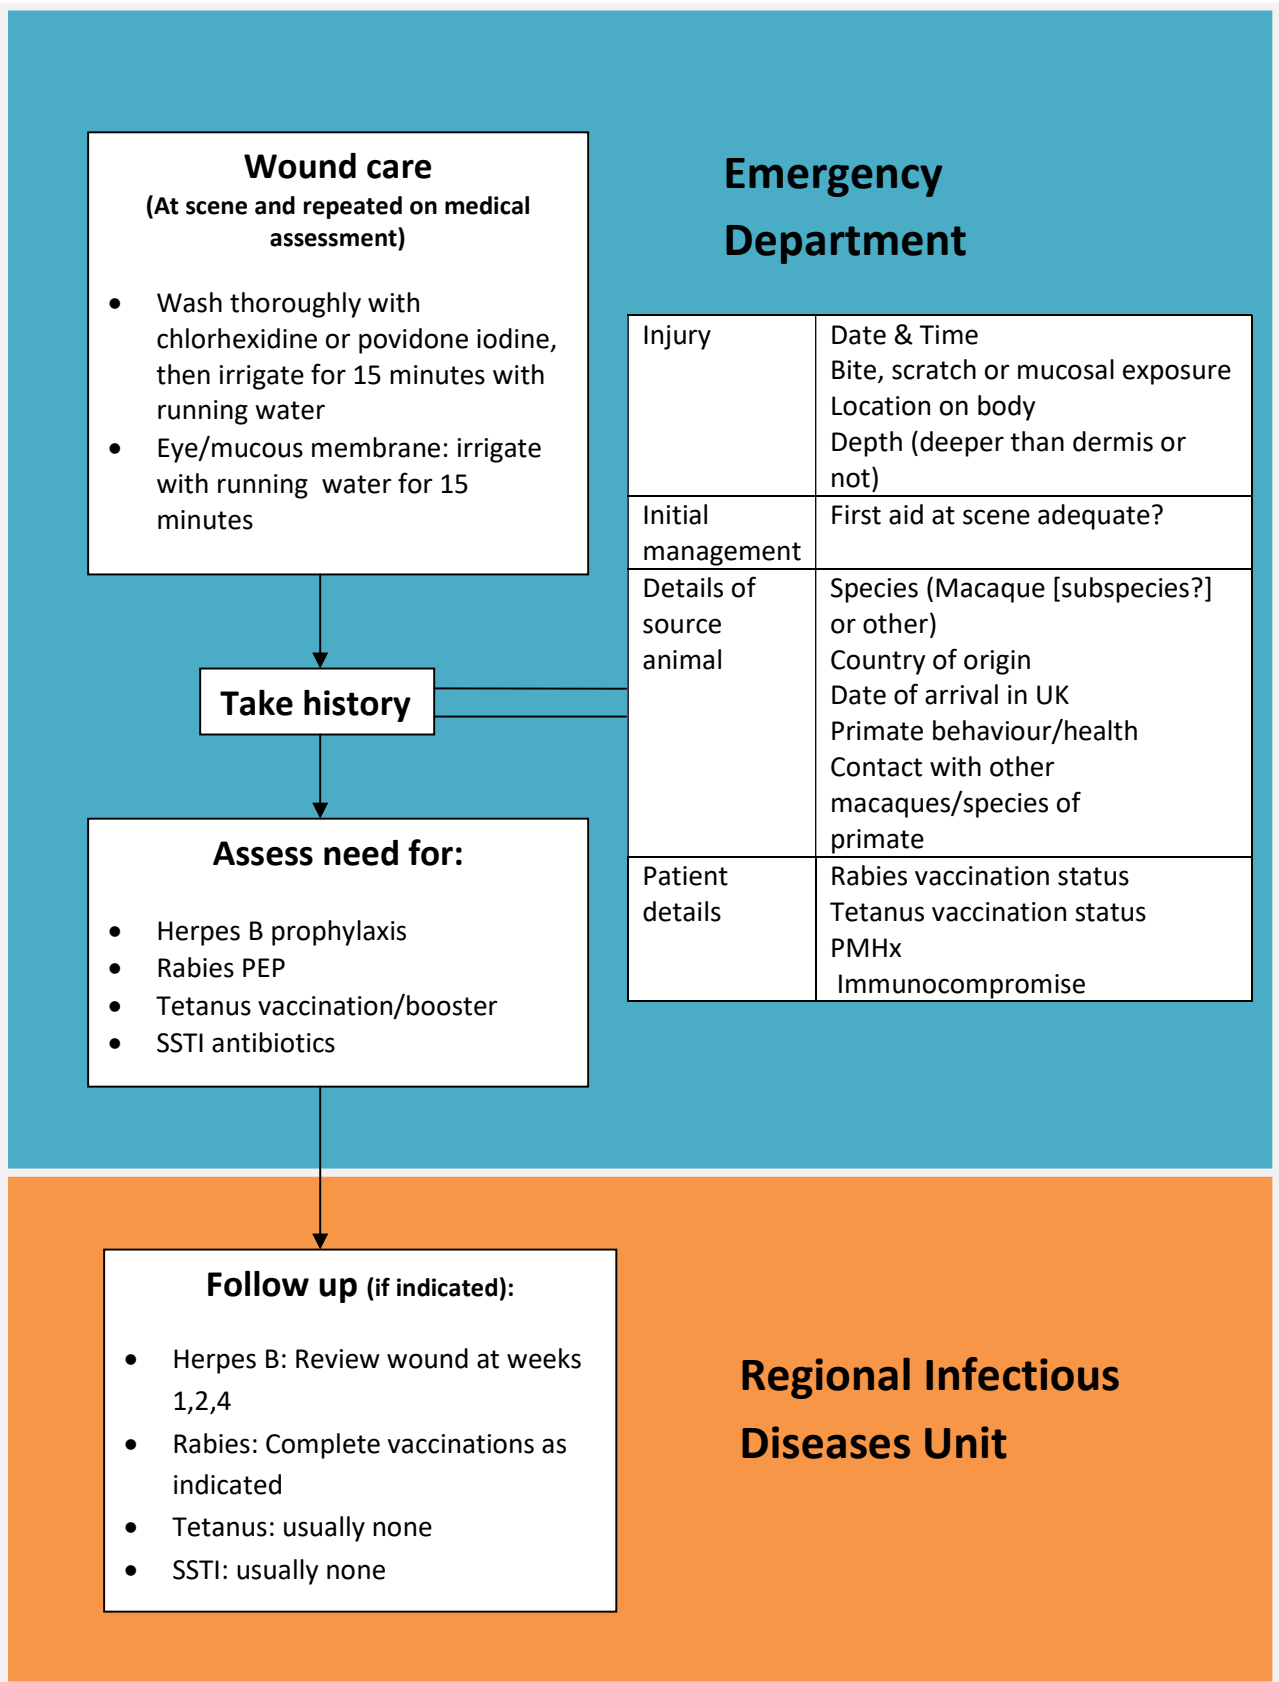 Wound care
(At scene and repeated on medical
assessment)
• Wash thoroughly with
chlorhexidine or povidone iodine,
then irrigate for 15 minutes with
running water
• Eye/mucous membrane: irrigate
with running  water for 15
minutes
Emergency
Department
Injury
Date & Time
Bite, scratch or mucosal exposure
Location on body
Depth (deeper than dermis or
not)
Initial
management
First aid at scene adequate?
Details of
source
animal
Species (Macaque [subspecies?]
or other)
Country of origin
Date of arrival in UK
Primate behaviour/health
Contact with other
macaques/species of
primate
Patient
details
Rabies vaccination status
Tetanus vaccination status
PMHx
Immunocompromise
Take history
Assess need for:
• Herpes B prophylaxis
• Rabies PEP
• Tetanus vaccination/booster
• SSTI antibiotics
Follow up (if indicated):
• Herpes B: Review wound at weeks
1,2,4
• Rabies: Complete vaccinations as
indicated
• Tetanus: usually none
• SSTI: usually none
Regional Infectious
Diseases Unit